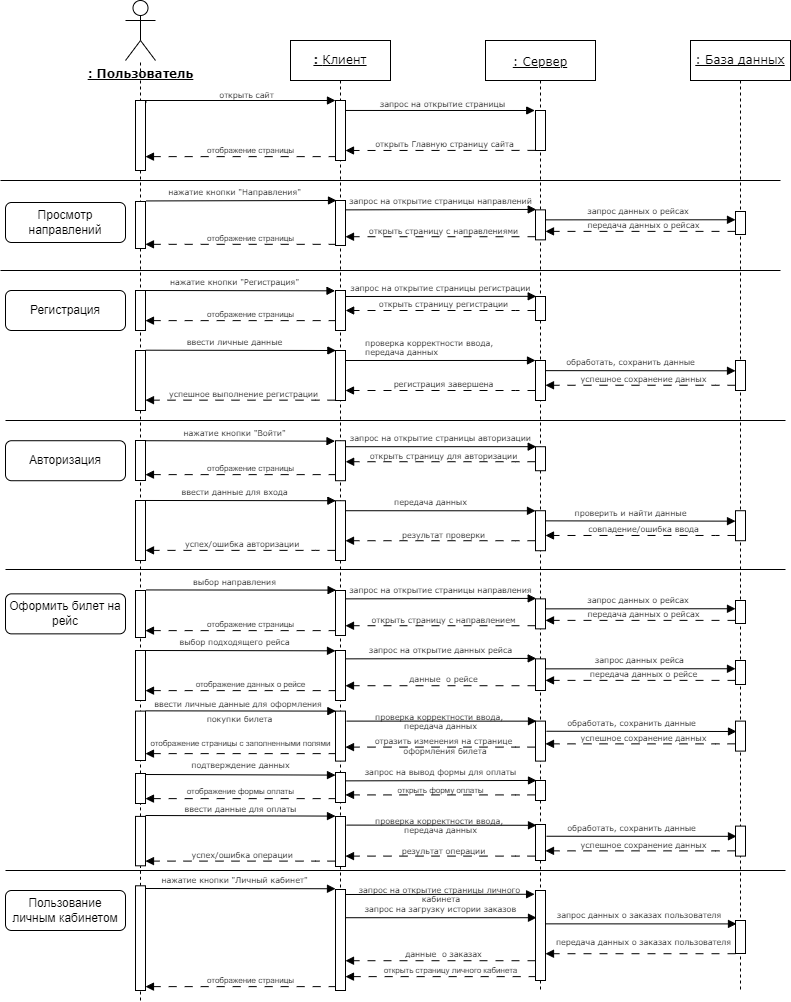 : Пользователь
: Клиент
: Сервер
: База данных
открыть сайт
запрос на открытие страницы
открыть Главную страницу сайта
отображение страницы
Просмотр
направлений
нажатие кнопки "Направления"
запрос на открытие страницы направлений
запрос данных о рейсах
передача данных о рейсах
открыть страницу с направлениями
отображение страницы
Регистрация
нажатие кнопки "Регистрация"
запрос на открытие страницы регистрации
открыть страницу регистрации
отображение страницы
ввести личные данные
проверка корректности ввода,
передача данных
обработать, сохранить данные
успешное сохранение данных
регистрация завершена
успешное выполнение регистрации
Авторизация
нажатие кнопки "Войти"
запрос на открытие страницы авторизации
открыть страницу для авторизации
отображение страницы
ввести данные для входа
передача данных
проверить и найти данные
совпадение/ошибка ввода
результат проверки
успех/ошибка авторизации
Оформить билет на
рейс
выбор направления
запрос на открытие страницы направления
запрос данных о рейсах
передача данных о рейсах
открыть страницу с направлением
отображение страницы
выбор подходящего рейса
запрос на открытие данных рейса
запрос данных рейса
передача данных о рейсе
данные о рейсе
отображение данных о рейсе
ввести личные данные для оформления
покупки билета
проверка корректности ввода,
передача данных
обработать, сохранить данные
успешное сохранение данных
отразить изменения на странице
оформления билета
отображение страницы с заполненными полями
подтверждение данных
запрос на вывод формы для оплаты
открыть форму оплаты
отображение формы оплаты
ввести данные для оплаты
проверка корректности ввода,
передача данных
обработать, сохранить данные
успешное сохранение данных
результат операции
успех/ошибка операции
Пользование
личным кабинетом
нажатие кнопки "Личный кабинет"
запрос на открытие страницы личного
кабинета
запрос на загрузку истории заказов
запрос данных о заказах пользователя
передача данных о заказах пользователя
данные о заказах
открыть страницу личного кабинета
отображение страницы